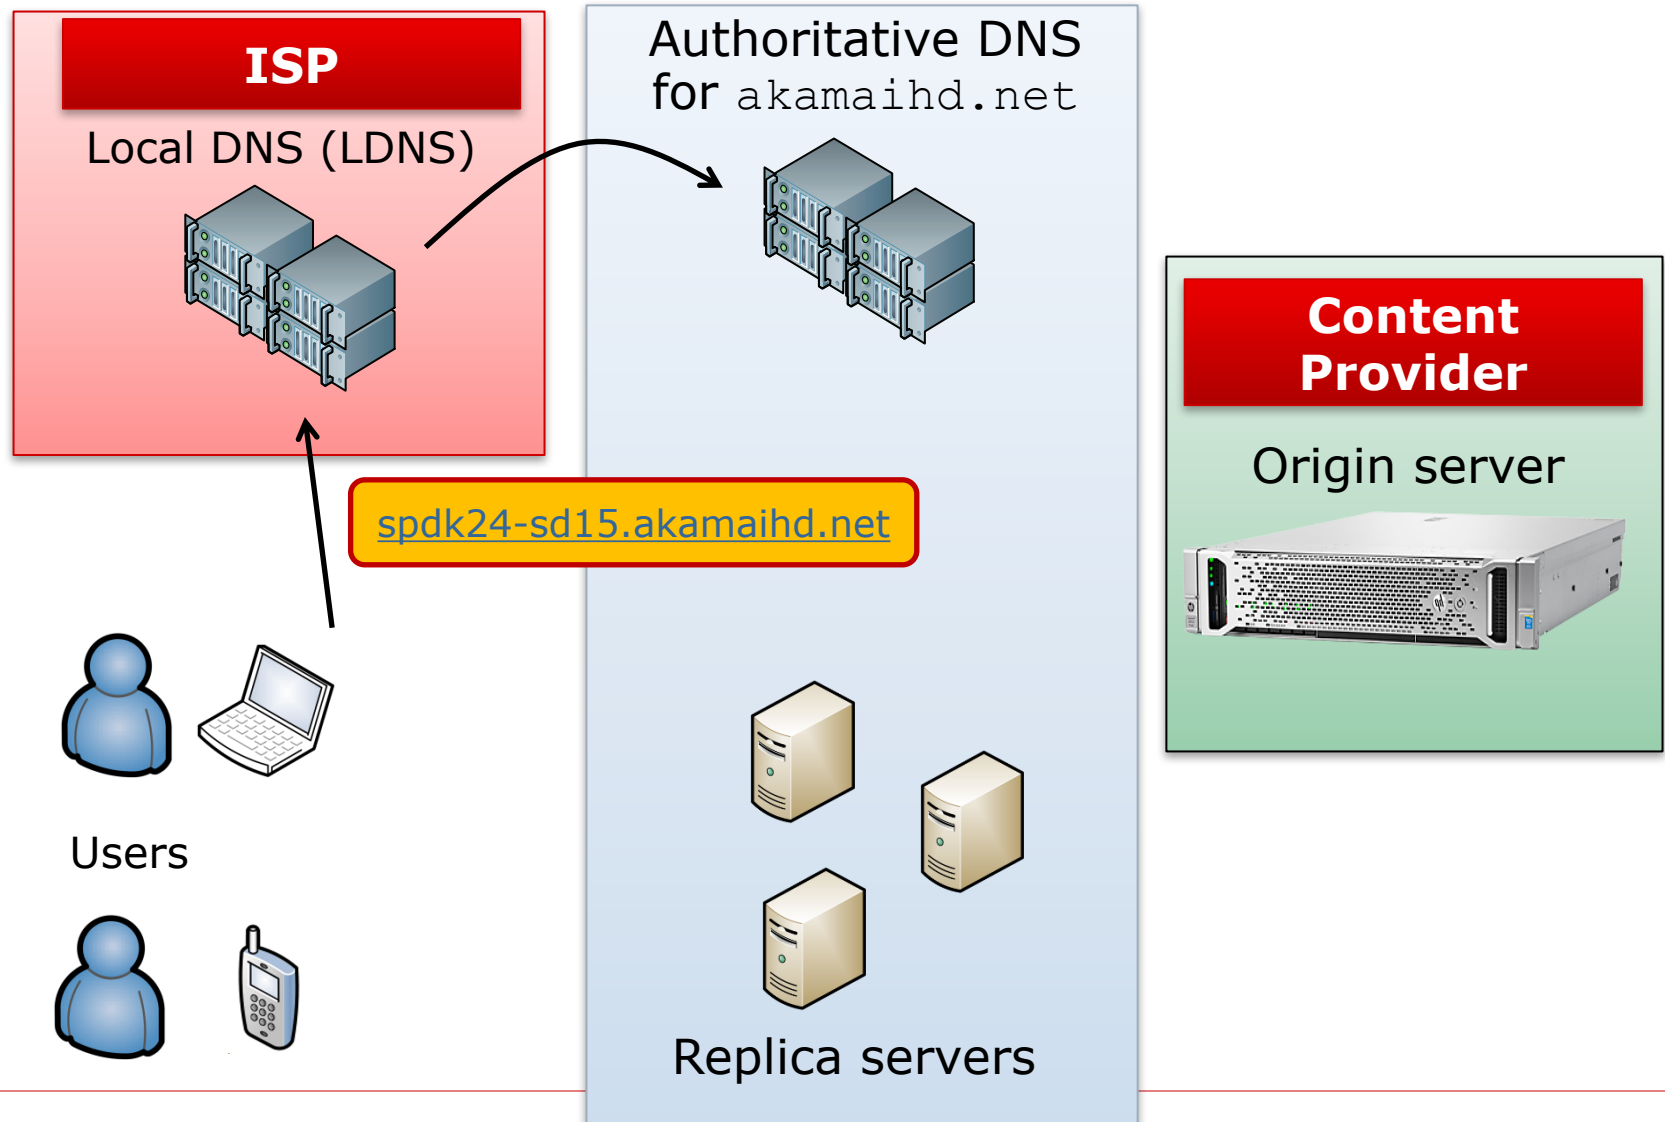 ISP
Local DNS (LDNS)
Authoritative DNS
for akamaihd.net
Content
Provider
Origin server
spdk24-sd15.akamaihd.net
Users
Replica servers